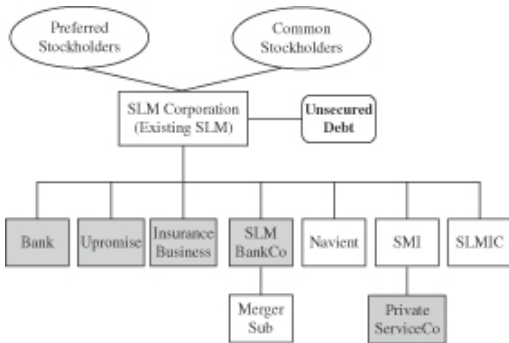 Preferred
Stockholders
Common
Stockholders
SLM Corporation
(Existing SLM)
Unsecured
Debt
Bank
Upromise
Insurance
Business
SLM
BankCo
Navient
SMI
SLMIC
Merger
Sub
Private
ServiceCo